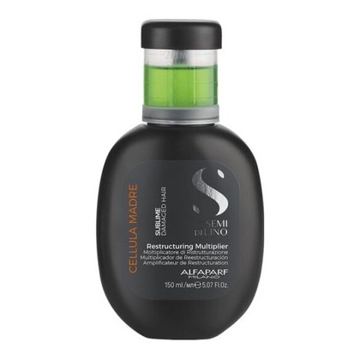 CELLULA MADRE
SUBLIME
DAMAGED HAIR
SEMI
DI LINO
Restructuring Multiplier
Moltiplicatore di Ristrutturazione
Multiplicador de Reestructuración
Amplificateur de Restructuration
ALFAPARF
MILANO
150 ml/мл℮ 5.07 Fl.Oz.